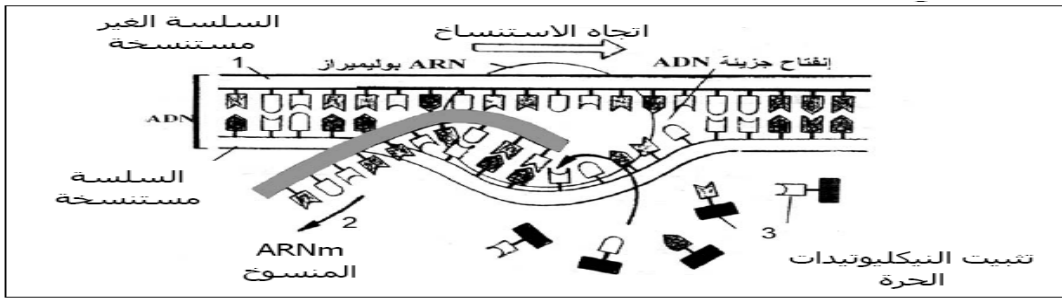 السلسة الغير
مستنسخة
اتجاه الاستنساخ
1
ARN بوليميراز
إنفتاح جزيئة ADN
ADN
السلسة
مستنسخة
2
ARNm
المنسوخ
3
تثبيت النيكليوتيدات
الحرة